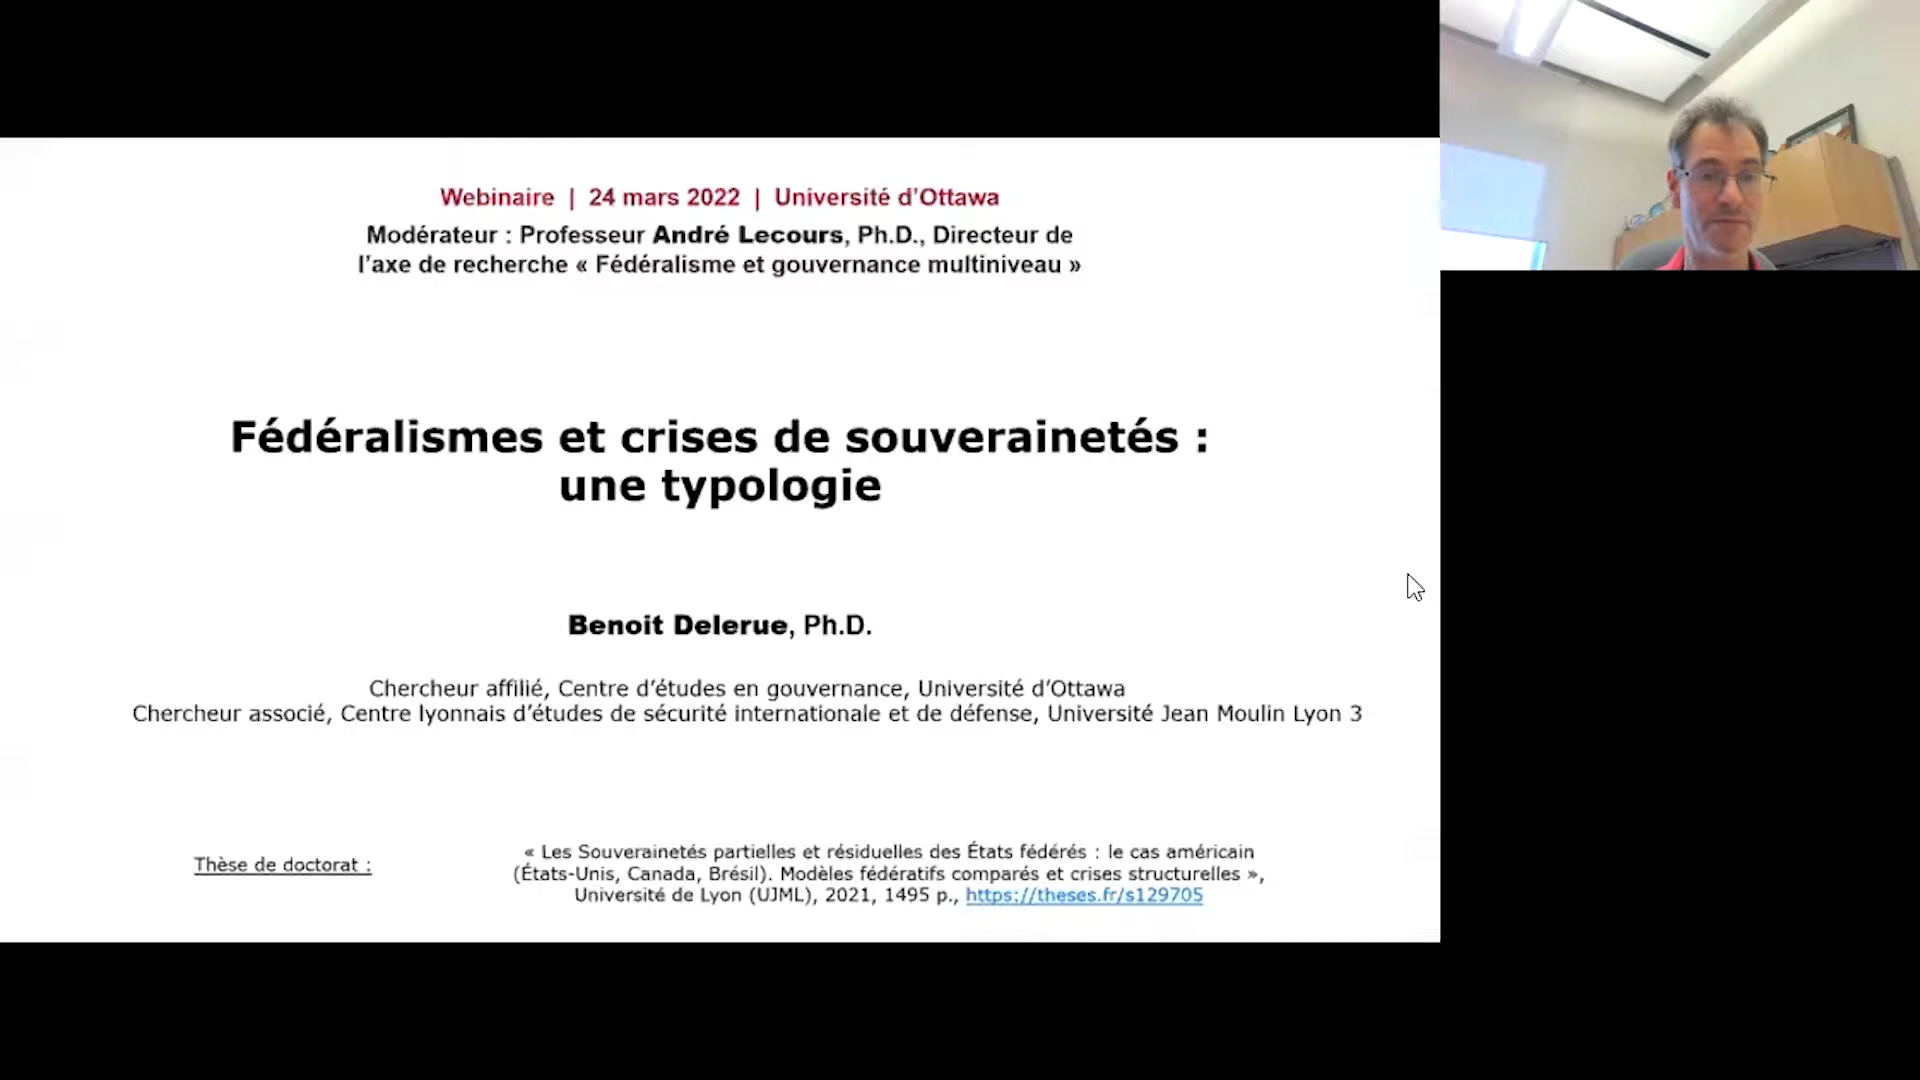 Webinaire | 24 mars 2022 | Université d’Ottawa
Modérateur : Professeur André Lecours, Ph.D., Directeur de
l’axe de recherche « Fédéralisme et gouvernance multiniveau »
Fédéralismes et crises de souverainetés :
une typologie
Benoit Delerue, Ph.D.
Chercheur affilié, Centre d’études en gouvernance, Université d’Ottawa
Chercheur associé, Centre lyonnais d’études de sécurité internationale et de défense, Université Jean Moulin Lyon 3
Thèse de doctorat :
« Les Souverainetés partielles et résiduelles des États fédérés : le cas américain
(États-Unis, Canada, Brésil). Modèles fédératifs comparés et crises structurelles »,
Université de Lyon (UJML), 2021, 1495 p., https://theses.fr/s129705